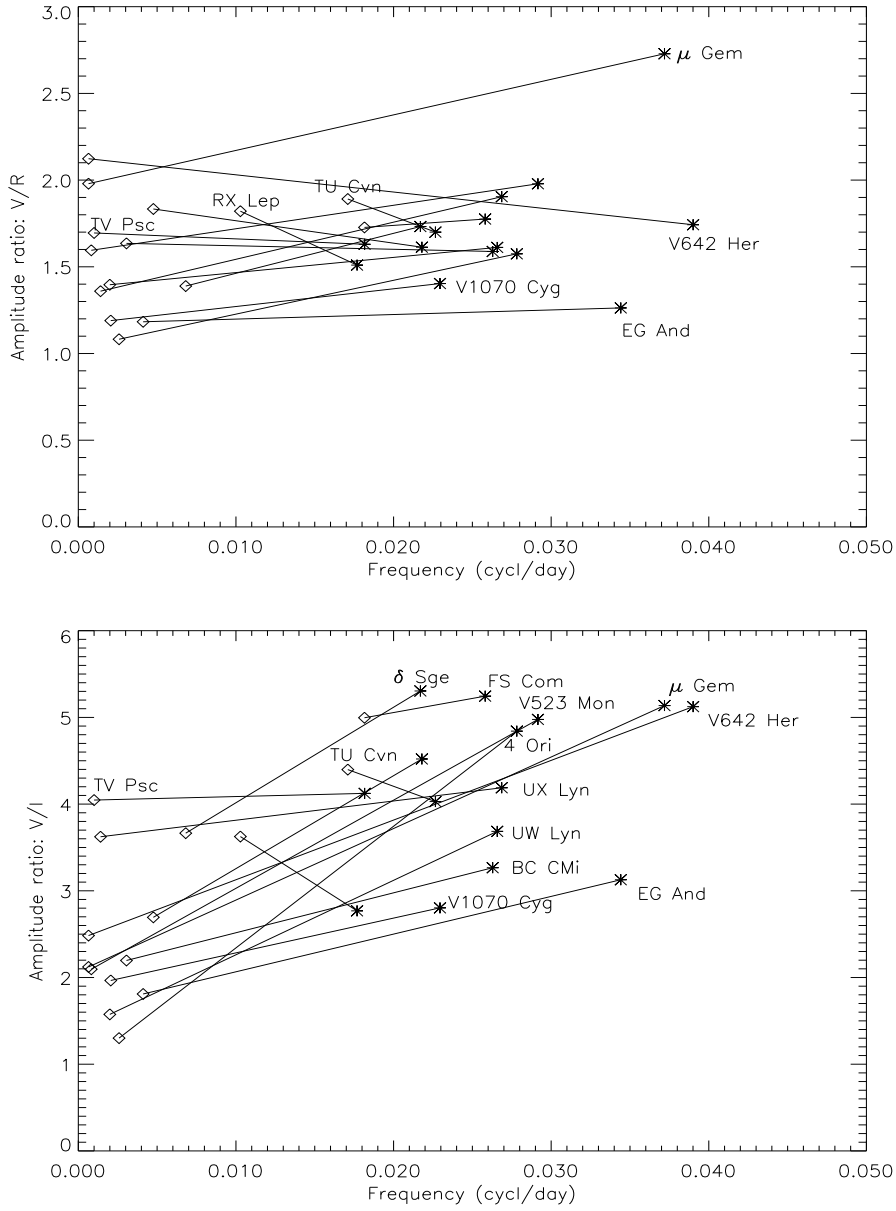 3.0
μ Gem
2.5
2.0
TU Cvn
RX Lep
TV Psc
V642 Her
1.5
V1070 Cyg
EG And
1.0
0.5
0.0
Amplitude ratio: V/R
0.000 0.010 0.020 0.030 0.040 0.050
Frequency (cycl/day)
6
δ Sge
FS Com
μ Gem
V523 Mon
V642 Her
5
4 Ori
TU Cvn
TV Psc
UX Lyn
4
UW Lyn
BC CMi
3
EG And
V1070 Cyg
2
1
0
Amplitude ratio: V/I
0.000 0.010 0.020 0.030 0.040 0.050
Frequency (cycl/day)